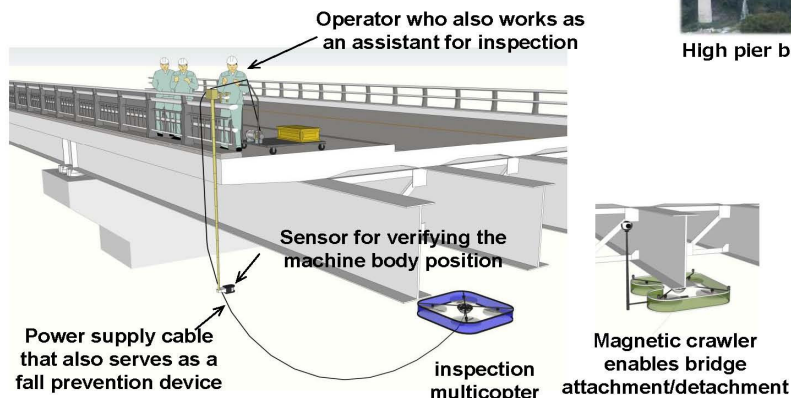 Operator who also works as
an assistant for inspection
High pier b
Sensor for verifying the
machine body position
Power supply cable
that also serves as a
fall prevention device
inspection
multicopter
Magnetic crawler
enables bridge
attachment/detachment